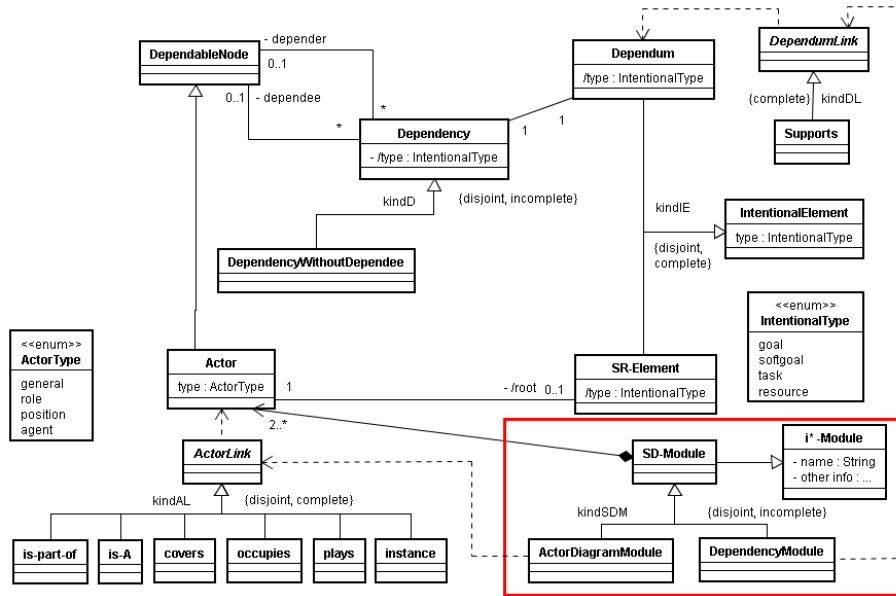 DependableNode
- depender
0..1
0..1 - dependee
*
*
Dependency
- /type : IntentionalType
1
1
Dependum
/type : IntentionalType
DependumLink
{complete} kindDL
Supports
kindD
{disjoint, incomplete}
DependencyWithoutDependee
kindIE
{disjoint,
complete}
IntentionalElement
type : IntentionalType
<<enum>>
IntentionalType
goal
softgoal
task
resource
<<enum>>
ActorType
general
role
position
agent
Actor
type : ActorType
1
- /root
0..1
SR-Element
/type : IntentionalType
2..*
ActorLink
kindAL
{disjoint, complete}
is-part-of
is-A
covers
occupies
plays
instance
SD-Module
i* -Module
- name : String
- other info : ...
kindSDM
{disjoint, incomplete}
ActorDiagramModule
DependencyModule